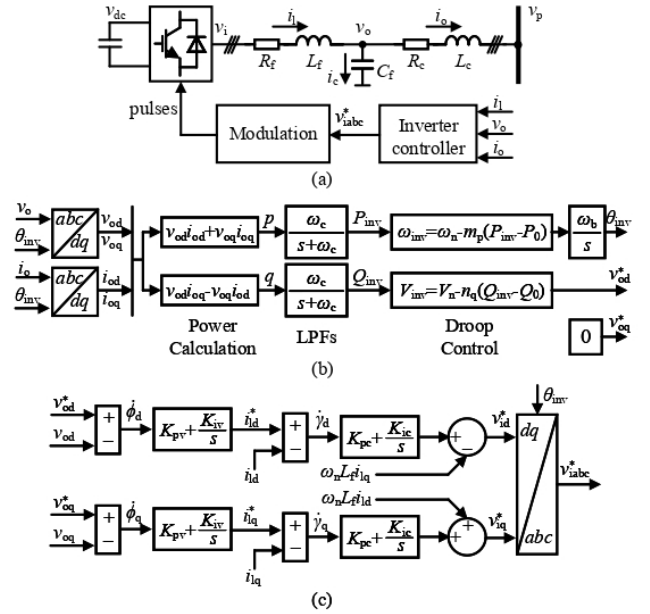 v_dc
v_i
i_l
v_o
i_o
v_p
R_f
L_f
i_c
C_f
R_c
L_c
pulses
Modulation
v*_iabc
Inverter
controller
i_l
v_o
i_o
(a)
v_o
θ_inv
abc
dq
v_od
v_oq
i_o
θ_inv
abc
dq
i_od
i_oq
v_od i_od+v_oq i_oq
p
ω_c
s+ω_c
P_inv
ω_inv=ω_n-m_p(P_inv-P_0)
ω_b
s
θ_inv
v_od i_oq-v_oq i_od
q
ω_c
s+ω_c
Q_inv
V_inv=V_n-n_q(Q_inv-Q_0)
v*_od
0
v*_oq
Power
Calculation
LPFs
Droop
Control
(b)
v*_od
v_od
+
−
ϕ̇_d
K_pv+K_iv/s
i*_ld
i_ld
+
−
γ̇_d
K_pc+K_ic/s
ω_nL_f i_lq
+
−
v*_id
θ_inv
dq
abc
v*_iabc
v*_oq
v_oq
+
−
ϕ̇_q
K_pv+K_iv/s
i*_lq
i_lq
+
−
γ̇_q
K_pc+K_ic/s
ω_nL_f i_ld
+
+
v*_iq
(c)